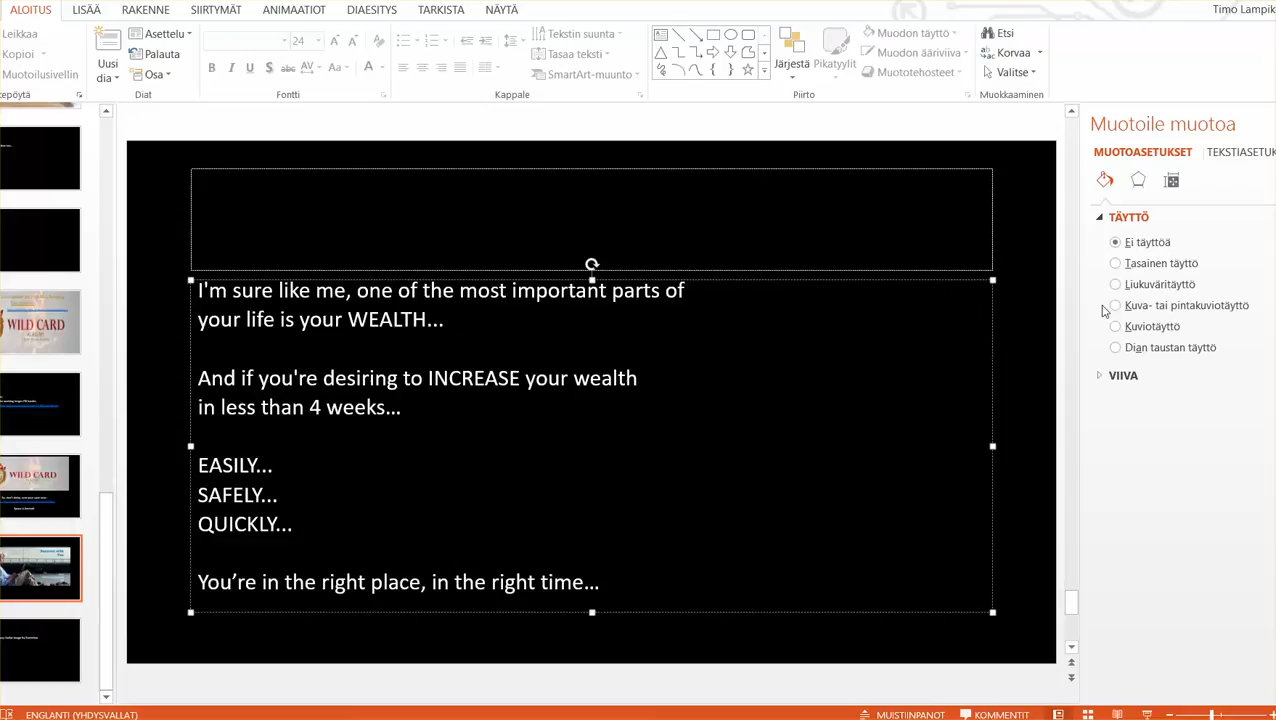 ALOITUS LISÄÄ RAKENNE SIIRTYMÄT ANIMAATIOT DIAESITYS TARKISTA NÄYTÄ Timo Lampik
Leikkaa
Kopioi
Muotoilusivellin
epöytä
Uusi
dia
Asettelu
Palauta
Osa
Diat
24
B I U S abc AV Aa A
Fontti
Tekstin suunta
Tasaa teksti
SmartArt-muunto
Kappale
Järjestä
Pikatyylit
Muodon täyttö
Muodon ääriviiva
Muototehosteet
Piirto
Etsi
Korvaa
Valitse
Muokkaaminen
WILD CARD
WILD CARD
I'm sure like me, one of the most important parts of
your life is your WEALTH...
And if you're desiring to INCREASE your wealth
in less than 4 weeks...
EASILY...
SAFELY...
QUICKLY...
You’re in the right place, in the right time...
Muotoile muotoa
MUOTOASETUKSET TEKSTIASETUK
TÄYTTÖ
Ei täyttöä
Tasainen täyttö
Liukuväritäyttö
Kuva- tai pintakuviotäyttö
Kuviotäyttö
Dian taustan täyttö
VIIVA
ENGLANTI (YHDYSVALLAT) MUISTIINPANOT KOMMENTIT